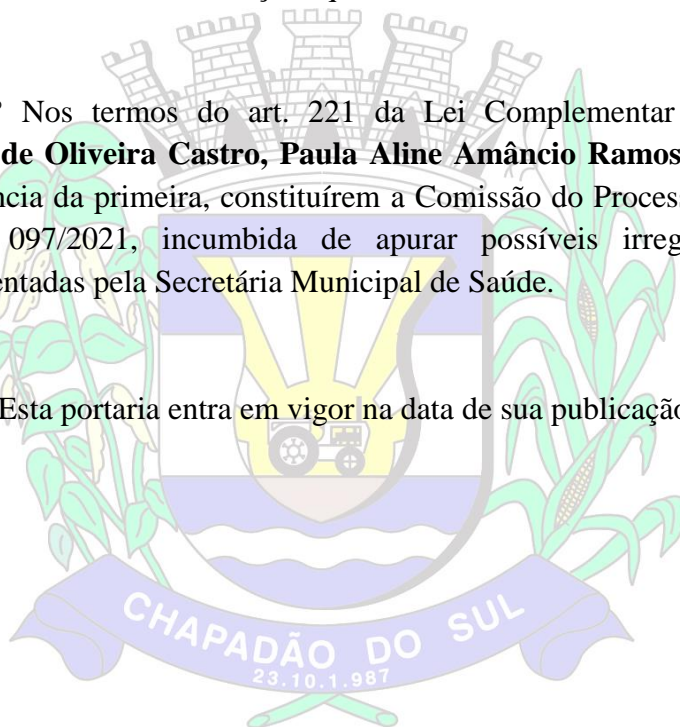 º Nos termos do art. 221 da Lei Complementar
de Oliveira Castro, Paula Aline Amâncio Ramos
ncia da primeira, constituírem a Comissão do Process
097/2021, incumbida de apurar possíveis irreg
entadas pela Secretária Municipal de Saúde.
Esta portaria entra em vigor na data de sua publicação
CHAPADÃO DO SUL
23.10.1.987